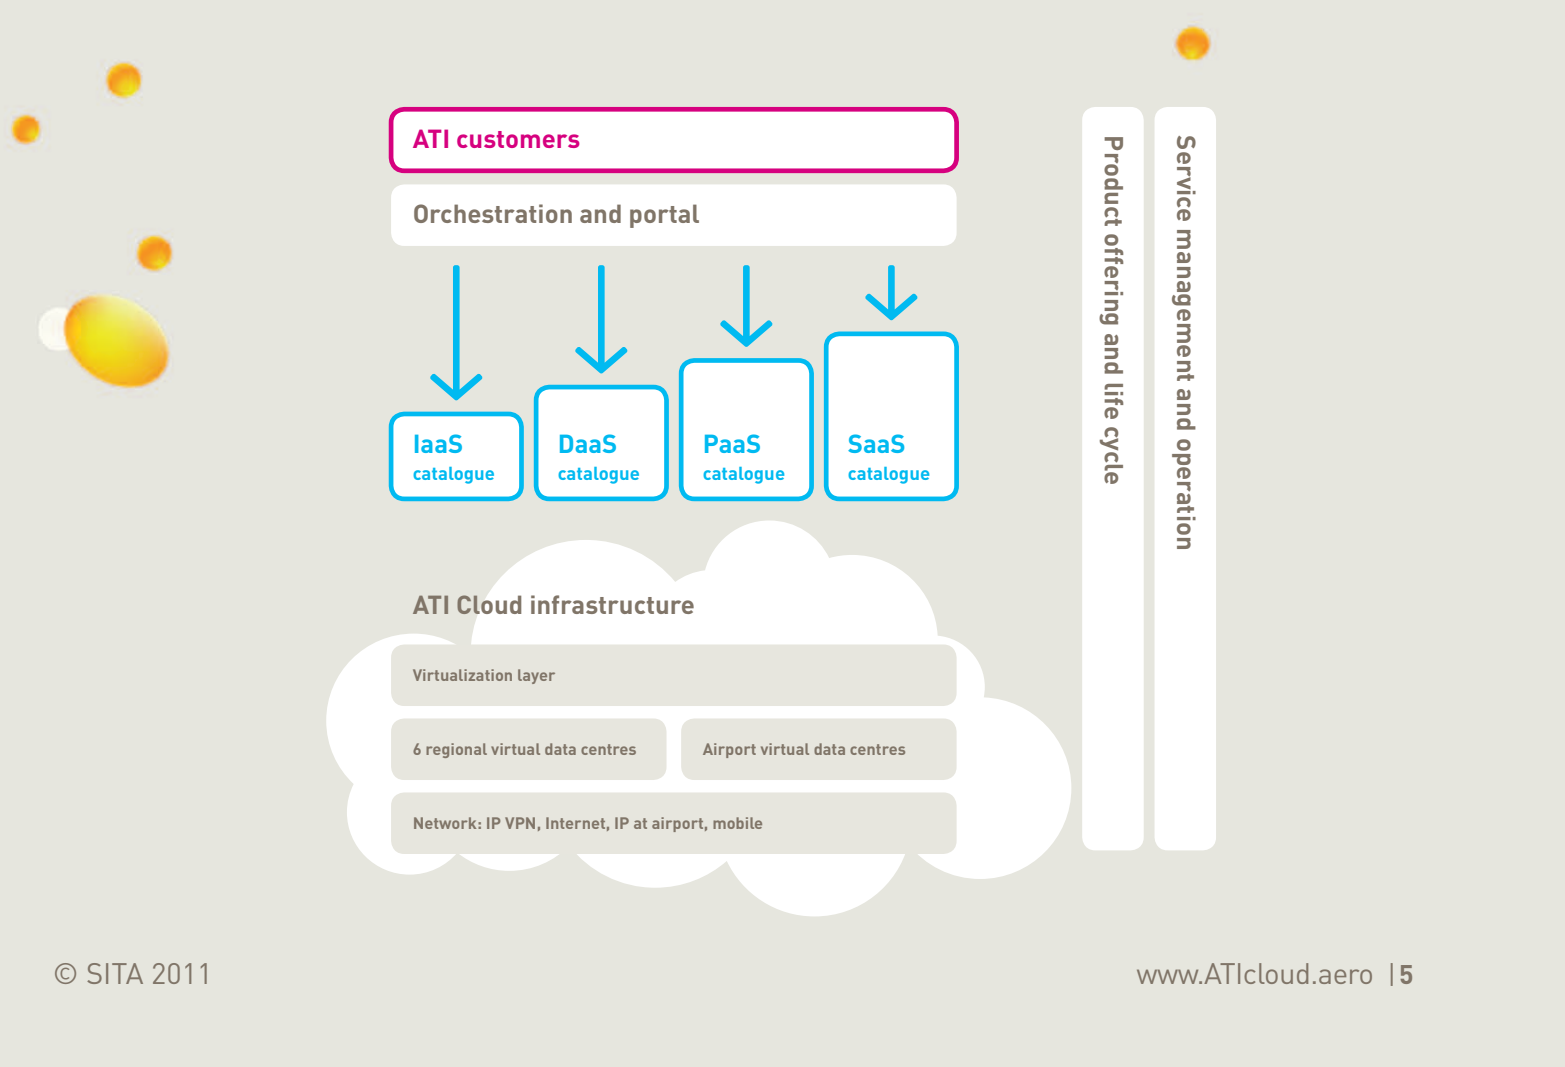 ATI customers
Orchestration and portal
IaaS
catalogue
DaaS
catalogue
PaaS
catalogue
SaaS
catalogue
ATI Cloud infrastructure
Virtualization layer
6 regional virtual data centres
Airport virtual data centres
Network: IP VPN, Internet, IP at airport, mobile
Product offering and life cycle
Service management and operation
© SITA 2011
www.ATIcloud.aero | 5